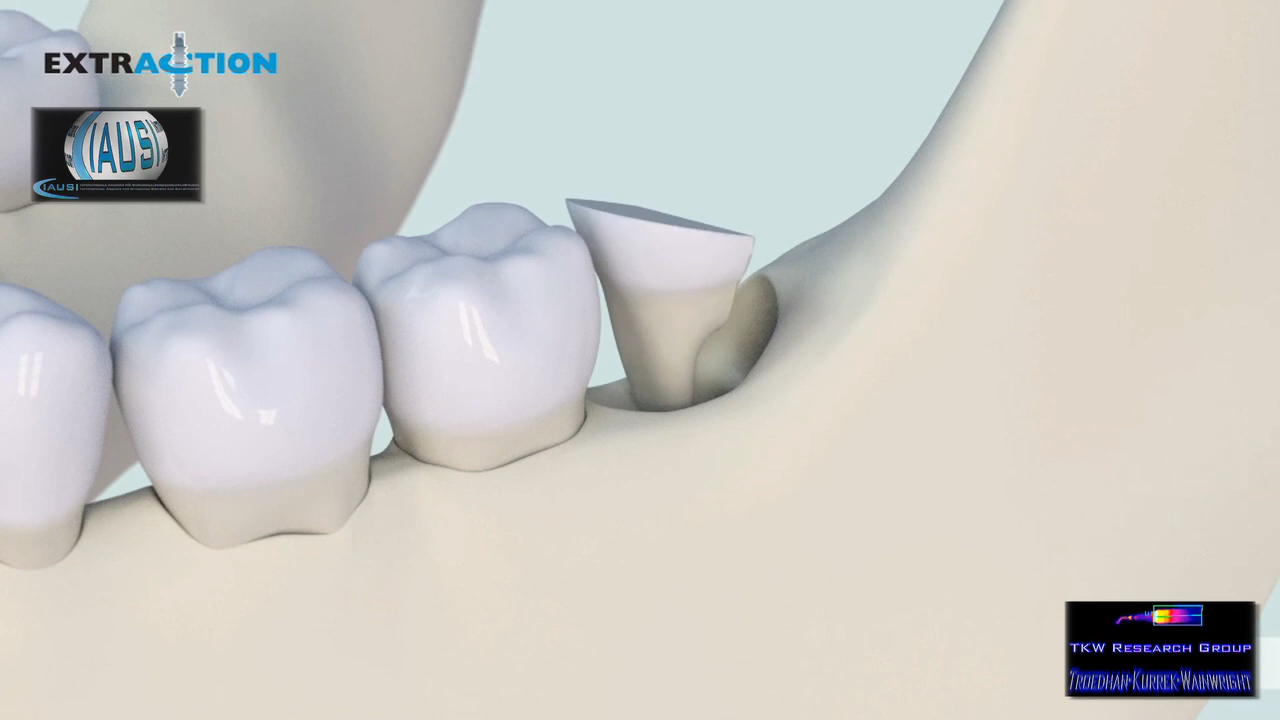 EXTRACTION
IAUSI
IAUSI
TKW RESEARCH GROUP
TROEDHAN·KURREK·WAINWRIGHT